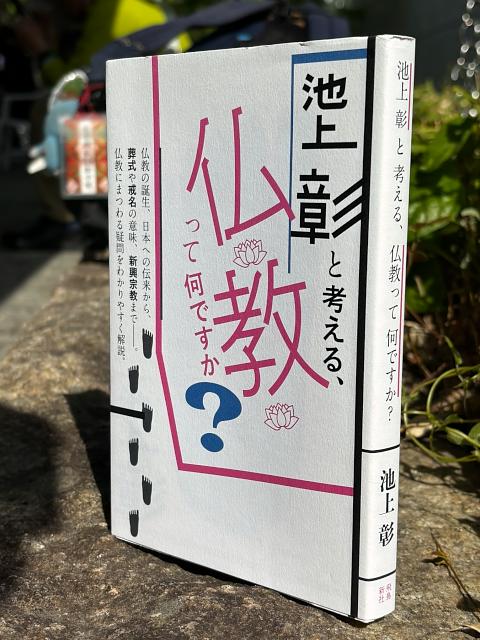 池上彰と考える、
仏教
って何ですか
?
仏教の誕生、日本への伝来から、
葬式や戒名の意味、新興宗教まで——。
仏教にまつわる疑問をわかりやすく解説。
池上彰と考える、仏教って何ですか?
池上彰
飛鳥
新社